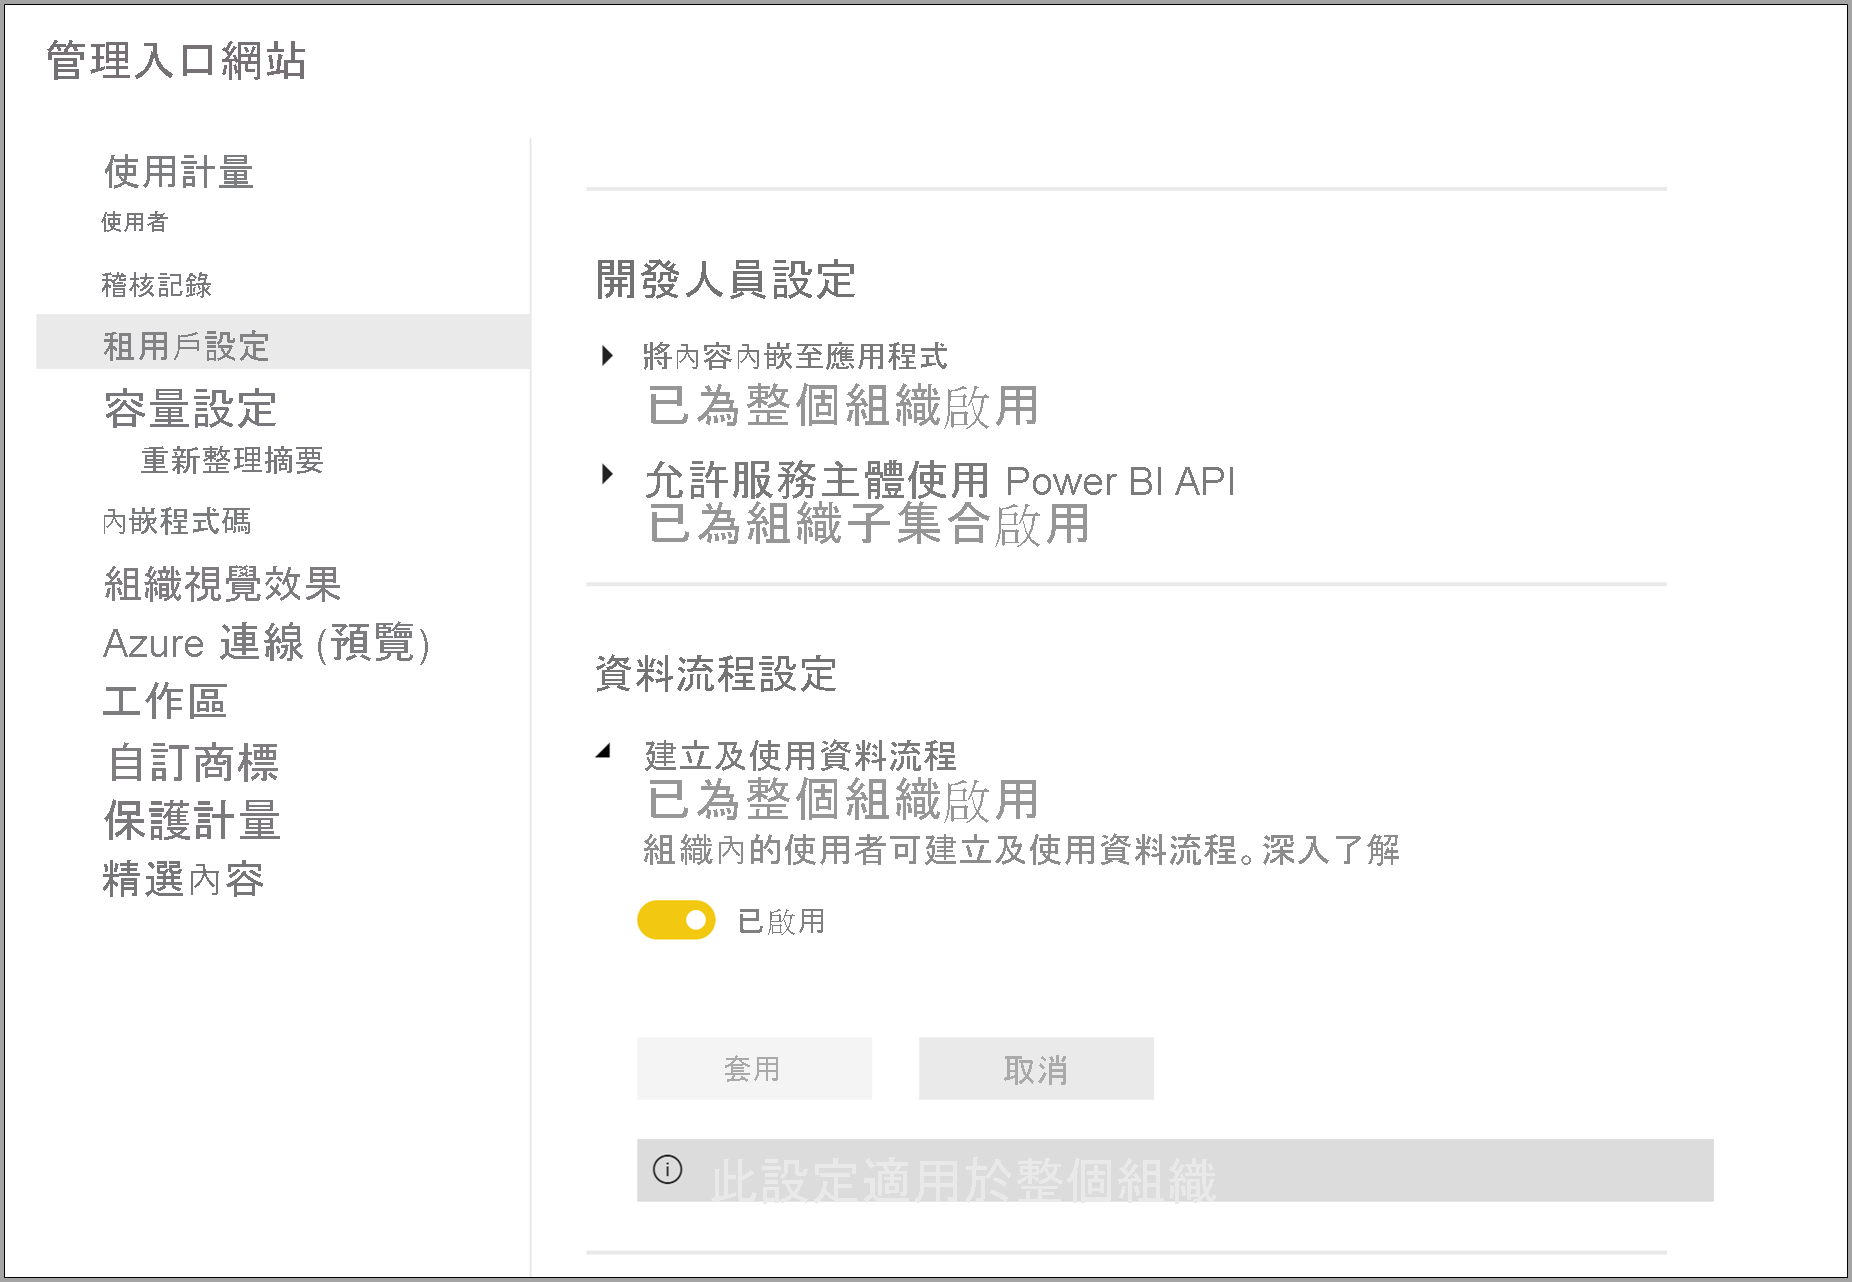 管理入口網站
使用計量
使用者
稽核記錄
租用戶設定
容量設定
重新整理摘要
內嵌程式碼
組織視覺效果
Azure 連線 (預覽)
工作區
自訂商標
保護計量
精選內容
開發人員設定
將內容內嵌至應用程式
已為整個組織啟用
允許服務主體使用 Power BI API
已為組織子集合啟用
資料流程設定
建立及使用資料流程
已為整個組織啟用
組織內的使用者可建立及使用資料流程。深入了解
已啟用
套用
取消
此設定適用於整個組織